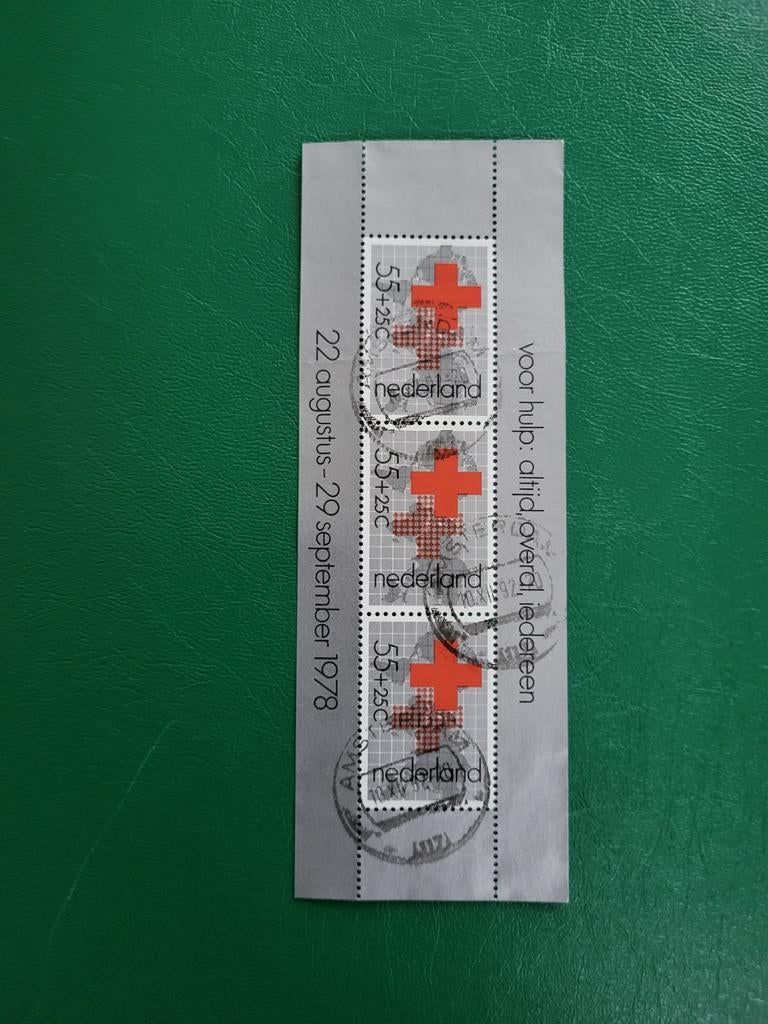 voor hulp: altijd, overal, iedereen
55+25c
nederland
55+25c
nederland
55+25c
nederland
22 augustus - 29 september 1978